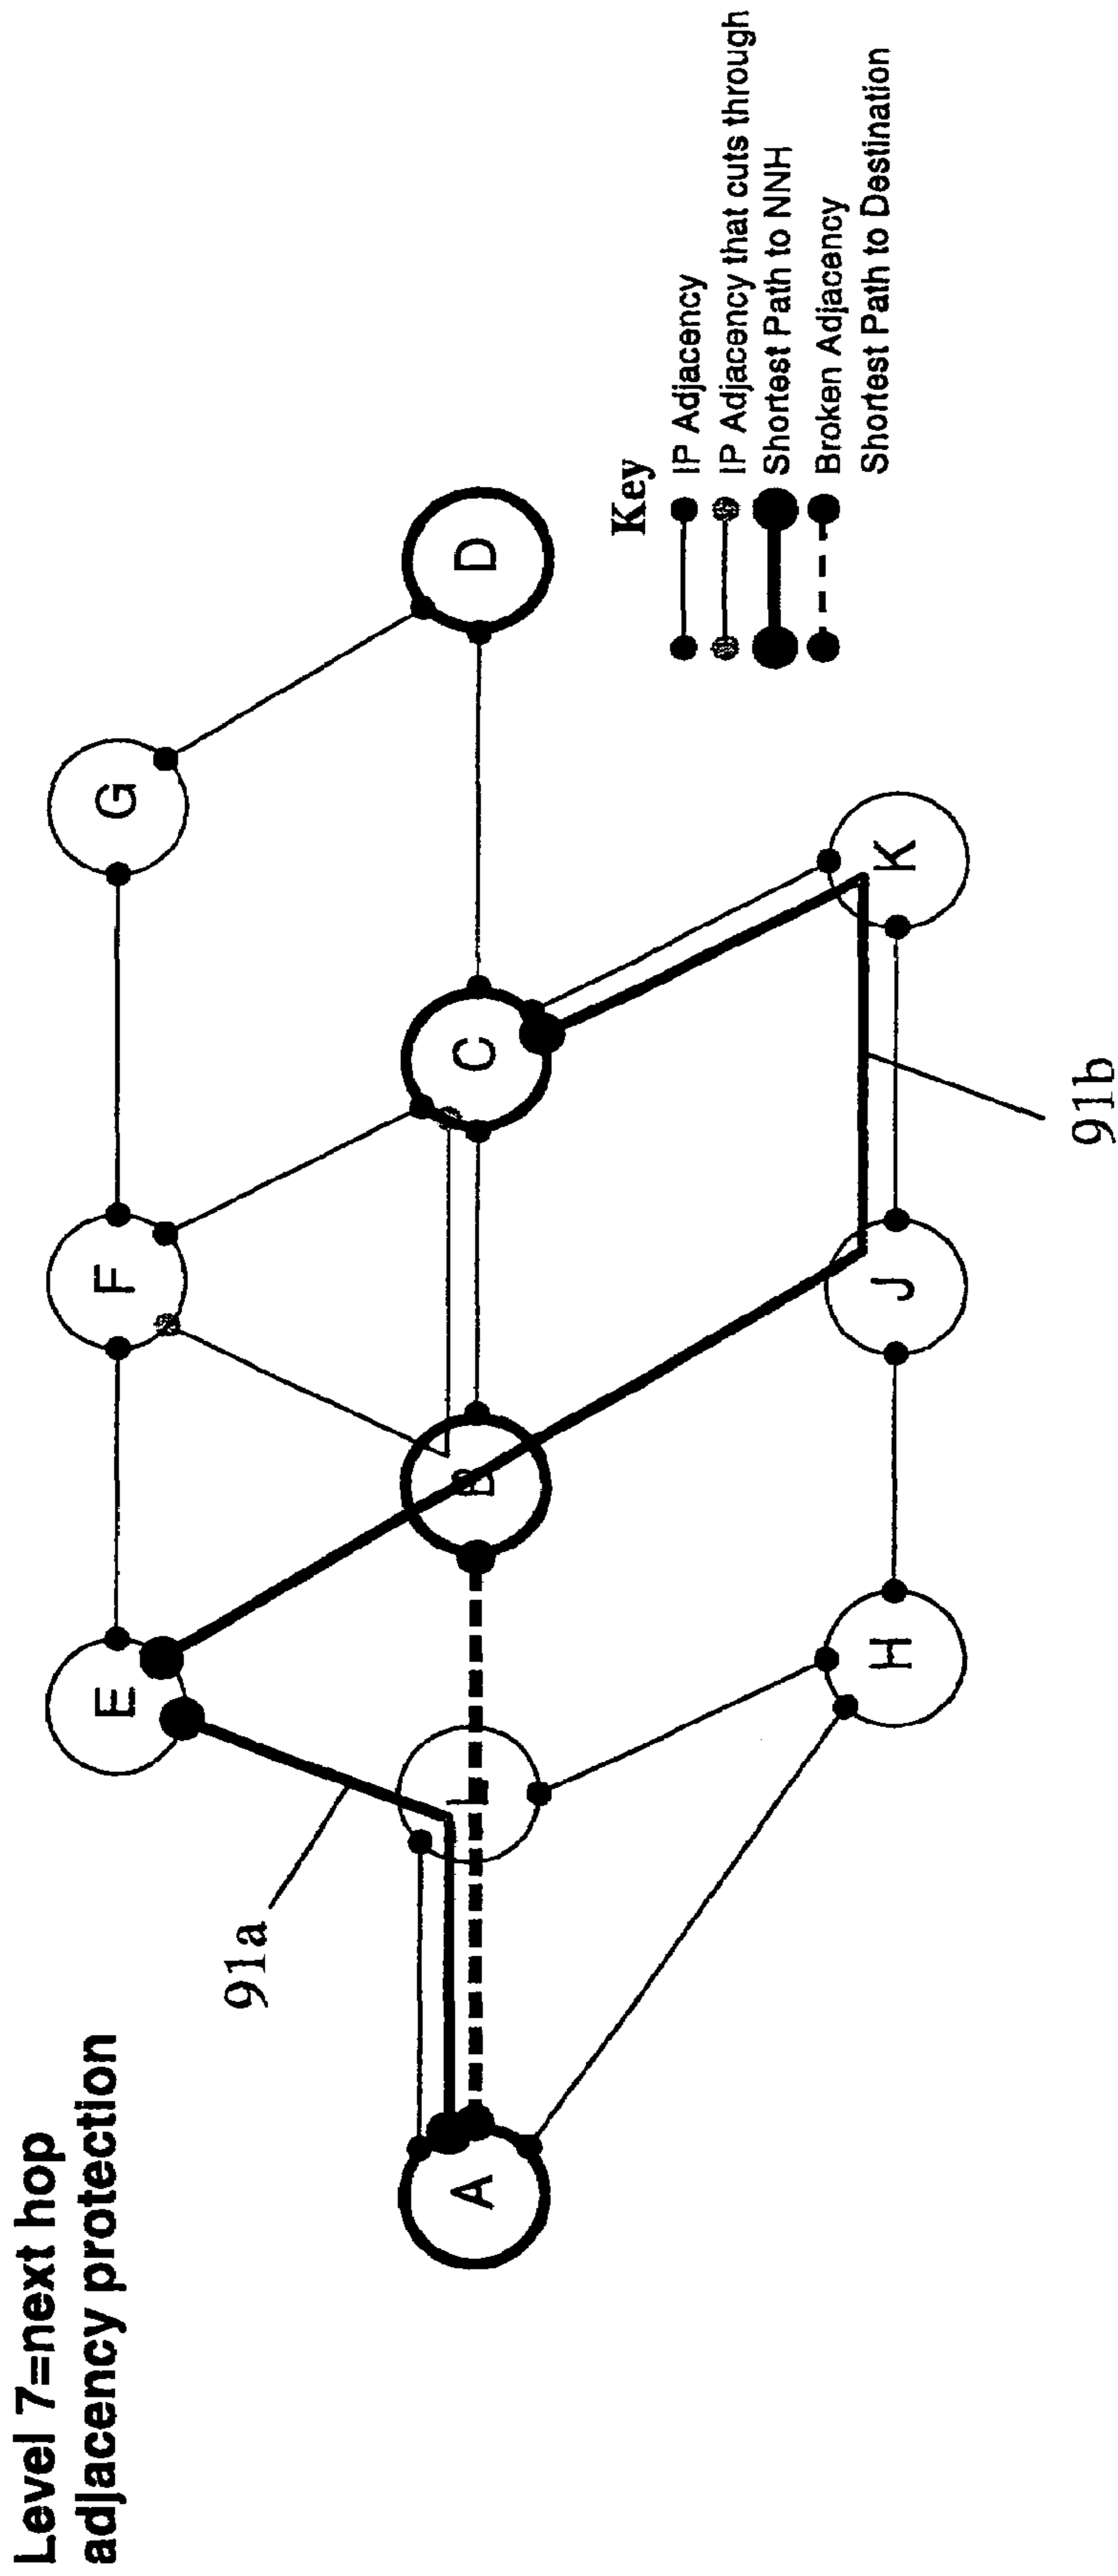 Level 7=next hop
adjacency protection
91a
E
F
G
A
B
C
D
H
J
K
91b
Key
IP Adjacency
IP Adjacency that cuts through
Shortest Path to NNH
Broken Adjacency
Shortest Path to Destination